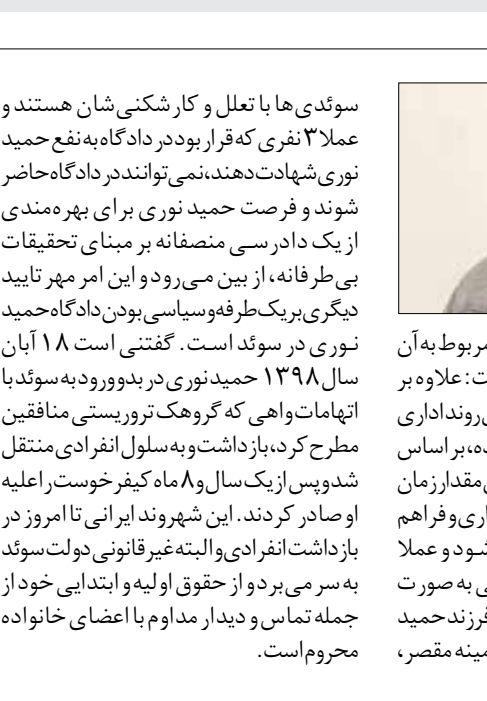 مربوط به آن
ت: علاوه بر
روند اداری
ده، بر اساس
مقدار زمان
اری و فراهم
شود و عملا
ی به صورت
فرزند حمید
مینه مقصر،
سوئدی‌ها با تعلل و کارشکنی‌شان هستند و
عملا ۳ نفری که قرار بود در دادگاه به نفع حمید
نوری شهادت دهند، نمی‌توانند در دادگاه حاضر
شوند و فرصت حمید نوری برای بهره‌مندی
از یک دادرسی منصفانه بر مبنای تحقیقات
بی‌طرفانه، از بین می‌رود و این امر مهر تایید
دیگری بر یک‌طرفه و سیاسی بودن دادگاه حمید
نوری در سوئد است. گفتنی است ۱۸ آبان
سال ۱۳۹۸ حمید نوری در بدو ورود به سوئد با
اتهامات واهی که گروهک تروریستی منافقین
مطرح کرد، بازداشت و به سلول انفرادی منتقل
شد و پس از یک سال و ۸ ماه کیفرخواست را علیه
او صادر کردند. این شهروند ایرانی تا امروز در
بازداشت انفرادی و البته غیرقانونی دولت سوئد
به سر می‌برد و از حقوق اولیه و ابتدایی خود از
جمله تماس و دیدار مداوم با اعضای خانواده
محروم است.